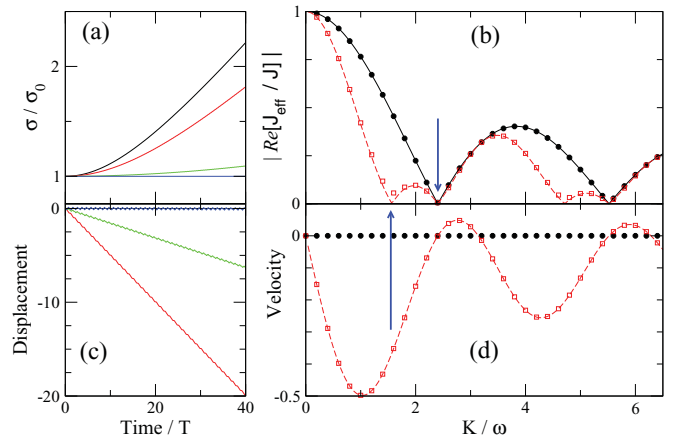 (a)
σ / σ0
2
1
(b)
| Re[Jeff / J] |
1
0
(c)
Displacement
0
-10
-20
0
20
40
Time / T
(d)
Velocity
0
-0.5
0
2
4
6
K / ω